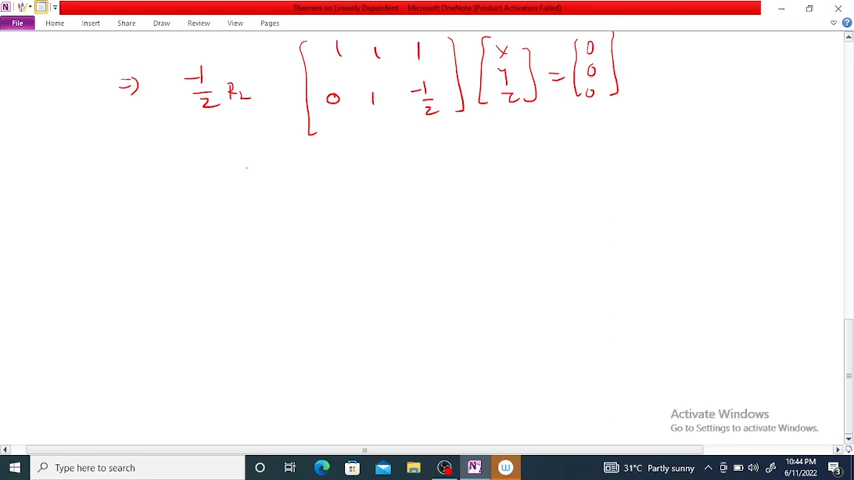 Theorem on Linearly Dependent - Microsoft OneNote (Product Activation Failed)
File Home Insert Share Draw Review View Pages
⇒ -1/2 R2 [ 1 1 1 ] [ x ] = [ 0 ]
y 0
[ 0 1 -1/2 ] [ z ] [ 0 ]
Activate Windows
Go to Settings to activate Windows.
Type here to search
31°C Partly sunny
10:44 PM
6/11/2022
3